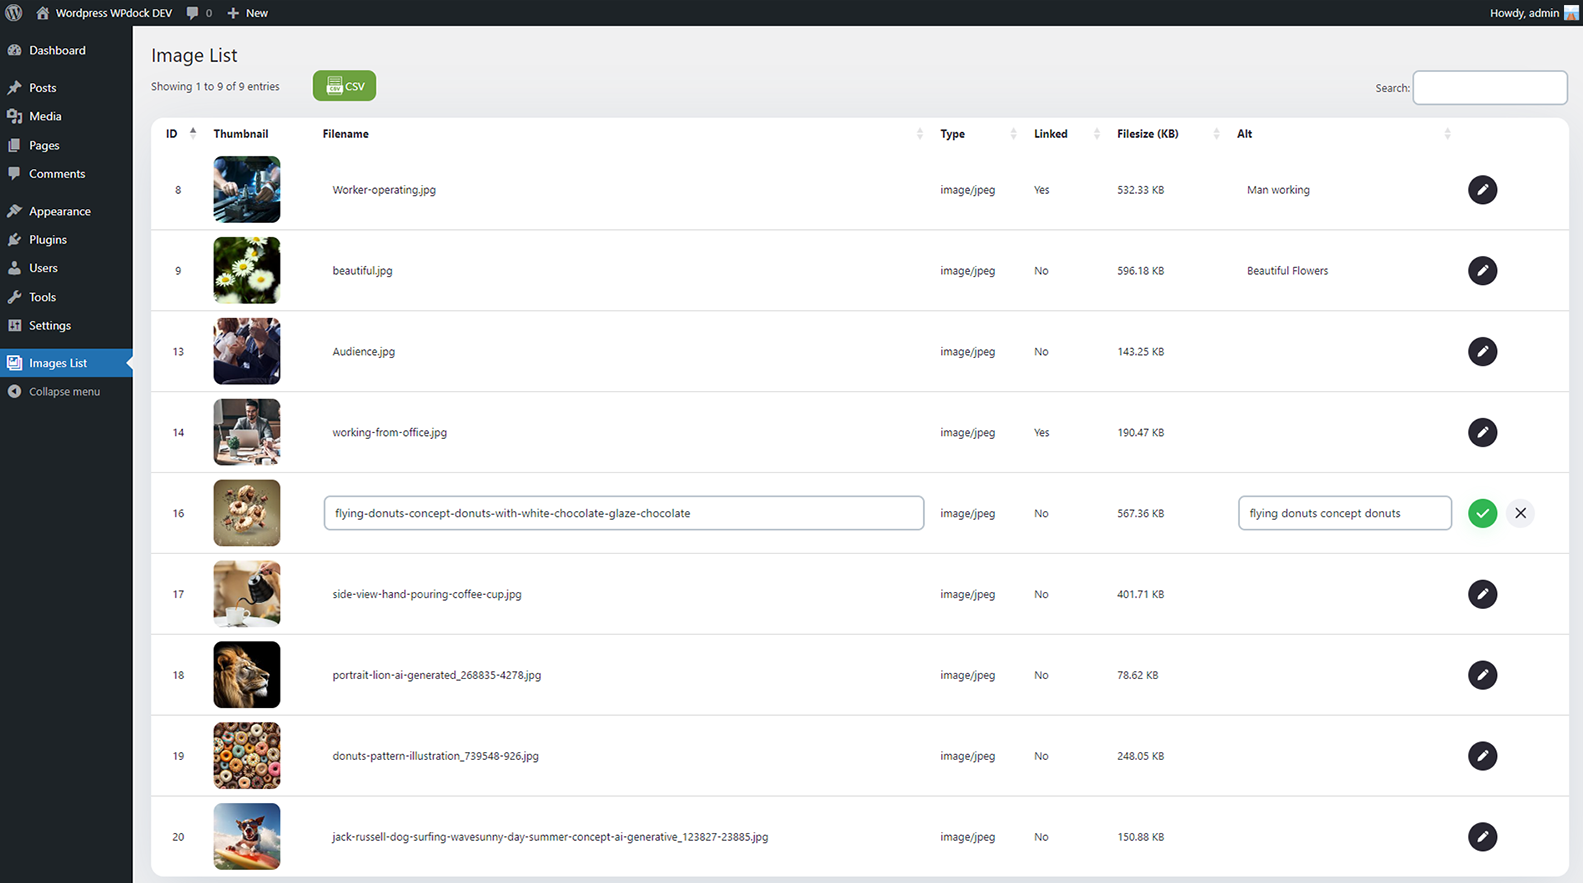 Wordpress WPdock DEV 0 New Howdy, admin
Dashboard
Posts
Media
Pages
Comments
Appearance
Plugins
Users
Tools
Settings
Images List
Collapse menu
Image List
Showing 1 to 9 of 9 entries CSV Search:
ID Thumbnail Filename Type Linked Filesize (KB) Alt
8 Worker-operating.jpg image/jpeg Yes 532.33 KB Man working
9 beautiful.jpg image/jpeg No 596.18 KB Beautiful Flowers
13 Audience.jpg image/jpeg No 143.25 KB
14 working-from-office.jpg image/jpeg Yes 190.47 KB
16 flying-donuts-concept-donuts-with-white-chocolate-glaze-chocolate image/jpeg No 567.36 KB flying donuts concept donuts
17 side-view-hand-pouring-coffee-cup.jpg image/jpeg No 401.71 KB
18 portrait-lion-ai-generated_268835-4278.jpg image/jpeg No 78.62 KB
19 donuts-pattern-illustration_739548-926.jpg image/jpeg No 248.05 KB
20 jack-russell-dog-surfing-wavesunny-day-summer-concept-ai-generative_123827-23885.jpg image/jpeg No 150.88 KB